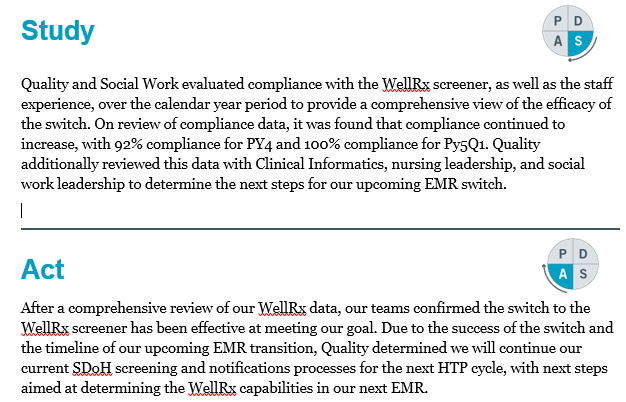 Study
P D
A S
Quality and Social Work evaluated compliance with the WellRx screener, as well as the staff
experience, over the calendar year period to provide a comprehensive view of the efficacy of
the switch. On review of compliance data, it was found that compliance continued to
increase, with 92% compliance for PY4 and 100% compliance for Py5Q1. Quality
additionally reviewed this data with Clinical Informatics, nursing leadership, and social
work leadership to determine the next steps for our upcoming EMR switch.
Act
P D
A S
After a comprehensive review of our WellRx data, our teams confirmed the switch to the
WellRx screener has been effective at meeting our goal. Due to the success of the switch and
the timeline of our upcoming EMR transition, Quality determined we will continue our
current SDoH screening and notifications processes for the next HTP cycle, with next steps
aimed at determining the WellRx capabilities in our next EMR.